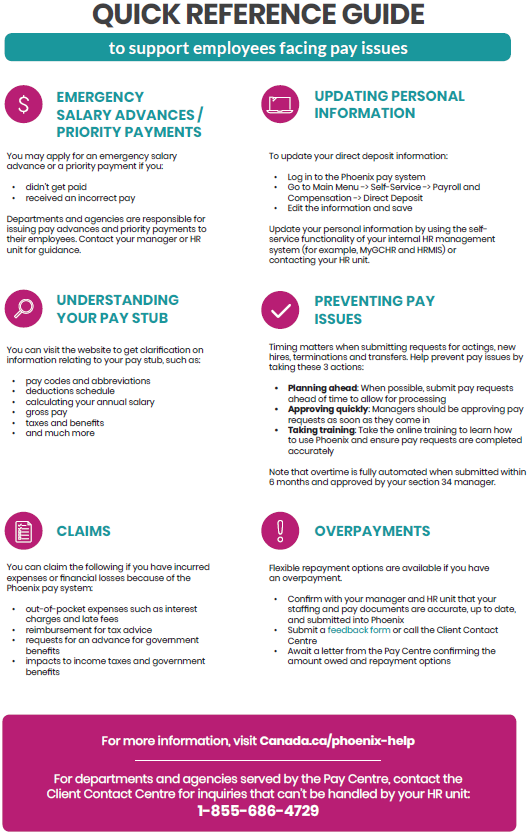 QUICK REFERENCE GUIDE
to support employees facing pay issues
EMERGENCY
SALARY ADVANCES /
PRIORITY PAYMENTS
You may apply for an emergency salary
advance or a priority payment if you:
• didn't get paid
• received an incorrect pay
Departments and agencies are responsible for
issuing pay advances and priority payments to
their employees. Contact your manager or HR
unit for guidance.
UPDATING PERSONAL
INFORMATION
To update your direct deposit information:
• Log in to the Phoenix pay system
• Go to Main Menu -> Self-Service -> Payroll and
Compensation -> Direct Deposit
• Edit the information and save
Update your personal information by using the self-
service functionality of your internal HR management
system (for example, MyGCHR and HRMIS) or
contacting your HR unit.
UNDERSTANDING
YOUR PAY STUB
You can visit the website to get clarification on
information relating to your pay stub, such as:
• pay codes and abbreviations
• deductions schedule
• calculating your annual salary
• gross pay
• taxes and benefits
• and much more
PREVENTING PAY
ISSUES
Timing matters when submitting requests for actings, new
hires, terminations and transfers. Help prevent pay issues by
taking these 3 actions:
• Planning ahead: When possible, submit pay requests
ahead of time to allow for processing
• Approving quickly: Managers should be approving pay
requests as soon as they come in
• Taking training: Take the online training to learn how
to use Phoenix and ensure pay requests are completed
accurately
Note that overtime is fully automated when submitted within
6 months and approved by your section 34 manager.
CLAIMS
You can claim the following if you have incurred
expenses or financial losses because of the
Phoenix pay system:
• out-of-pocket expenses such as interest
charges and late fees
• reimbursement for tax advice
• requests for an advance for government
benefits
• impacts to income taxes and government
benefits
OVERPAYMENTS
Flexible repayment options are available if you have
an overpayment.
• Confirm with your manager and HR unit that your
staffing and pay documents are accurate, up to date,
and submitted into Phoenix
• Submit a feedback form or call the Client Contact
Centre
• Await a letter from the Pay Centre confirming the
amount owed and repayment options
For more information, visit Canada.ca/phoenix-help
For departments and agencies served by the Pay Centre, contact the
Client Contact Centre for inquiries that can't be handled by your HR unit:
1-855-686-4729